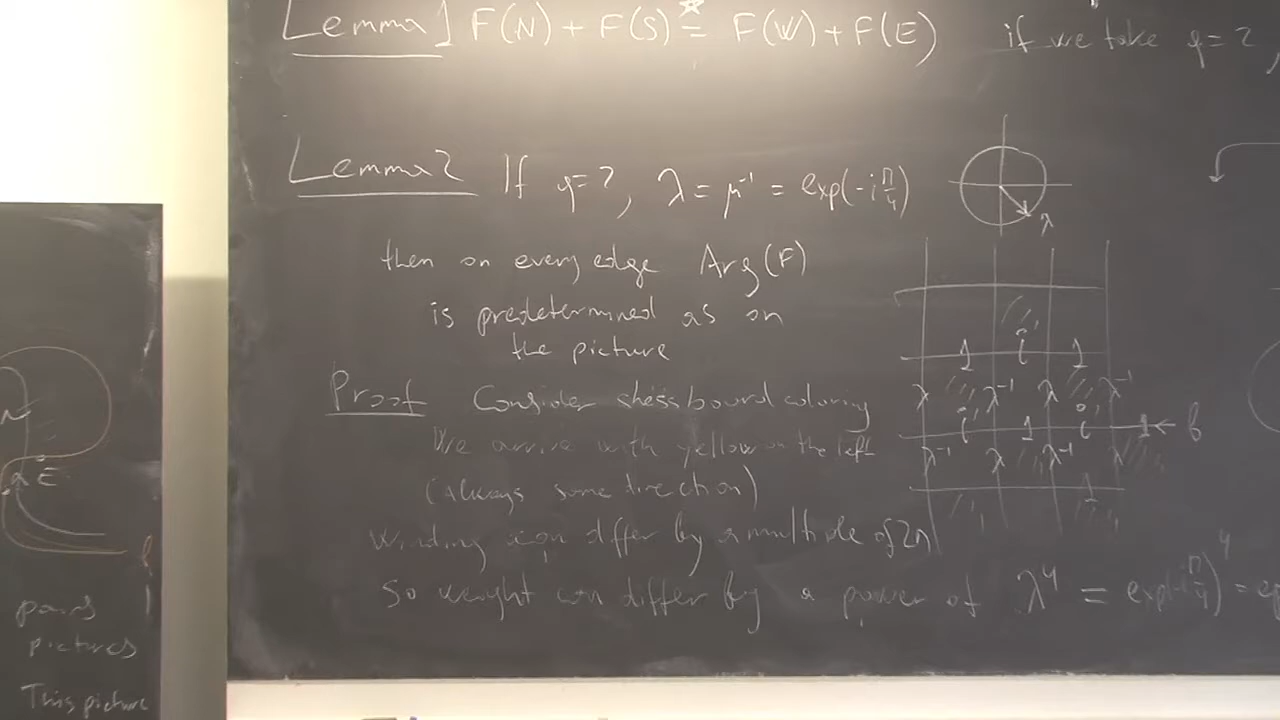 Lemma 1 F(N) + F(S) ☆= F(W) + F(E) if we take q = 2,
Lemma 2 If q = 2, λ = μ⁻¹ = exp(-i π/4)
λ
then on every edge Arg(F)
is predetermined as on
the picture
1 i 1
Proof Consider shessboard coloring
λ λ⁻¹ λ λ⁻¹
i 1 i 1 ← b
We arrive with yellow on the left
λ⁻¹ λ λ⁻¹ λ
(always same direction)
Winding can differ by a multiple of 2π
So weight can differ by a power of λ⁴ = exp(-i π/4)⁴ =
E
pairs
pictures
This picture